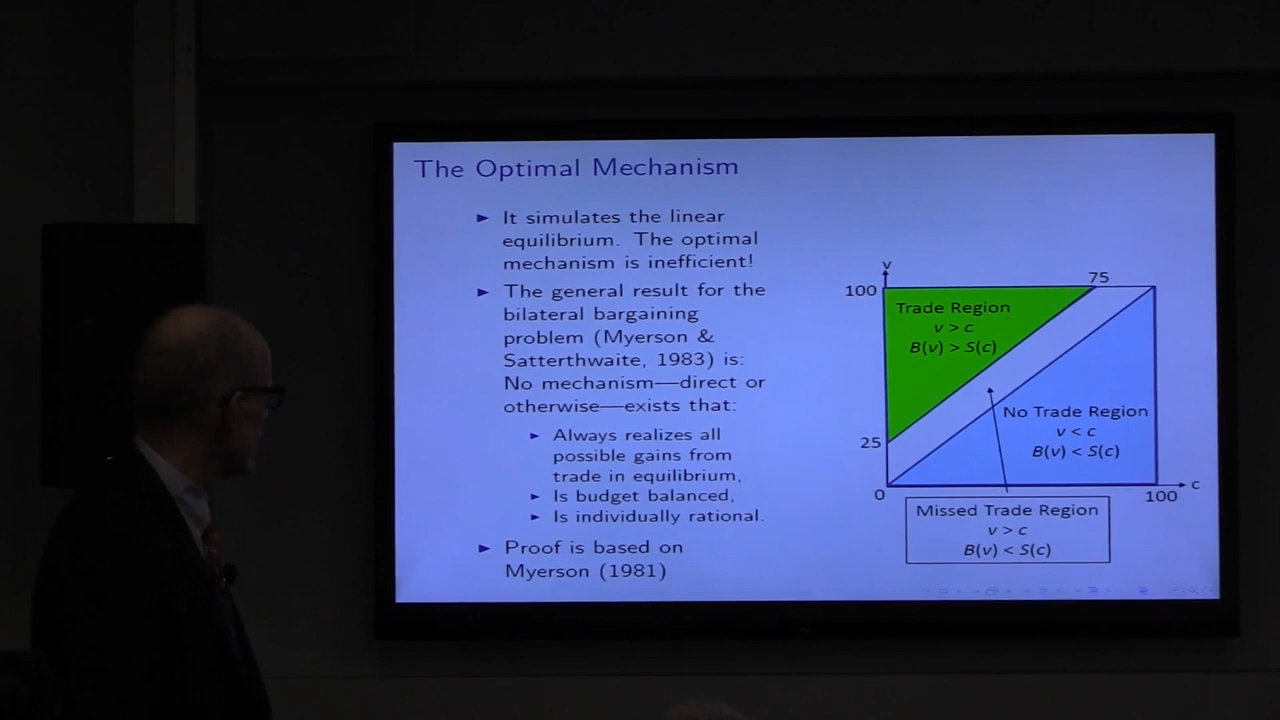 The Optimal Mechanism
► It simulates the linear
equilibrium. The optimal
mechanism is inefficient!
► The general result for the
bilateral bargaining
problem (Myerson &
Satterthwaite, 1983) is:
No mechanism—direct or
otherwise—exists that:
► Always realizes all
possible gains from
trade in equilibrium,
► Is budget balanced,
► Is individually rational.
► Proof is based on
Myerson (1981)
v
75
100
Trade Region
v > c
B(v) > S(c)
No Trade Region
v < c
B(v) < S(c)
25
0
100
c
Missed Trade Region
v > c
B(v) < S(c)